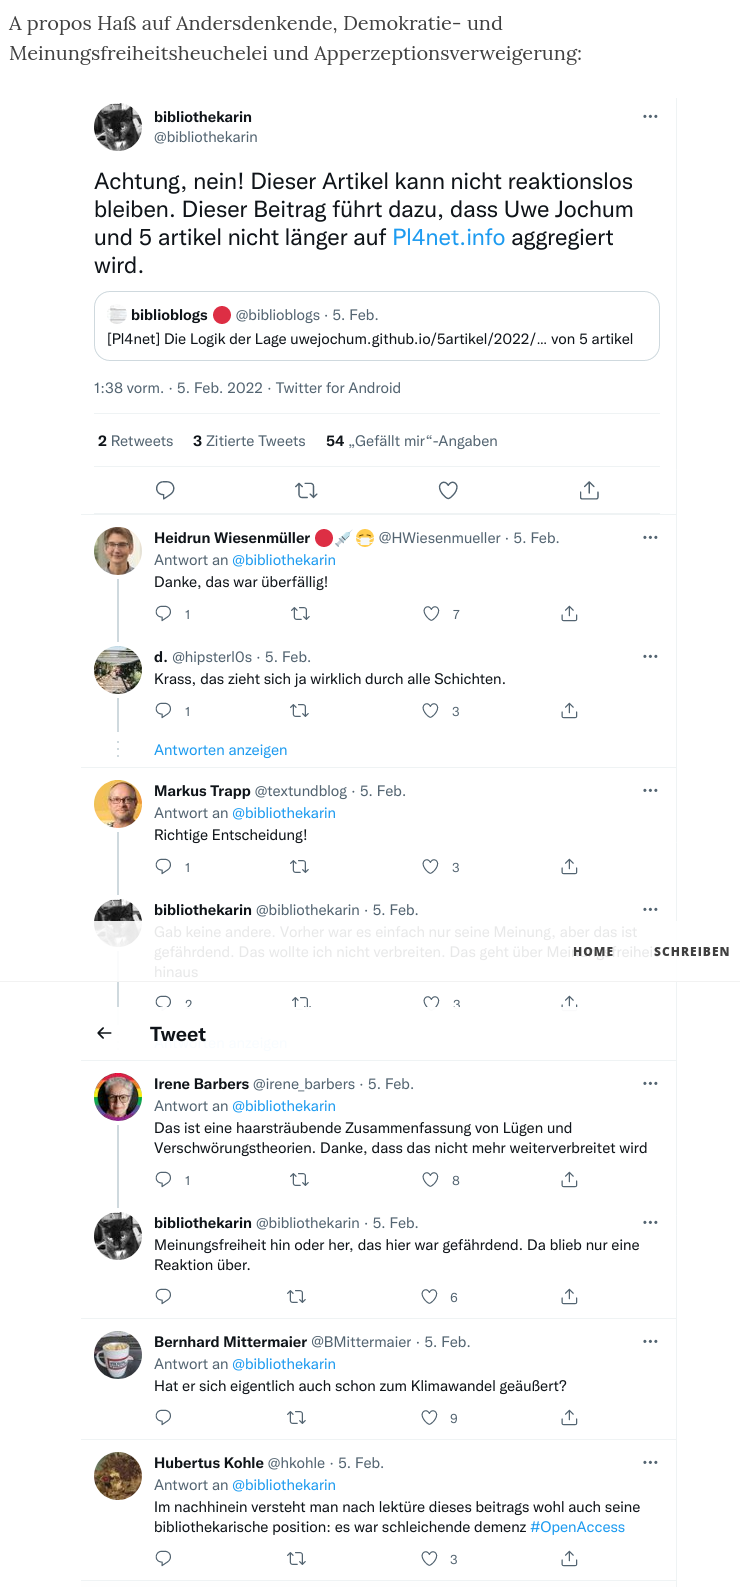 A propos Haß auf Andersdenkende, Demokratie- und
Meinungsfreiheitsheuchelei und Apperzeptionsverweigerung:
bibliothekarin
@bibliothekarin
Achtung, nein! Dieser Artikel kann nicht reaktionslos
bleiben. Dieser Beitrag führt dazu, dass Uwe Jochum
und 5 artikel nicht länger auf Pl4net.info aggregiert
wird.
biblioblogs 🔴 @biblioblogs · 5. Feb.
[Pl4net] Die Logik der Lage uwejochum.github.io/5artikel/2022/… von 5 artikel
1:38 vorm. · 5. Feb. 2022 · Twitter for Android
2 Retweets 3 Zitierte Tweets 54 „Gefällt mir“-Angaben
Heidrun Wiesenmüller 🔴💉😷 @HWiesenmueller · 5. Feb.
Antwort an @bibliothekarin
Danke, das war überfällig!
1 7
d. @hipsterl0s · 5. Feb.
Krass, das zieht sich ja wirklich durch alle Schichten.
1 3
Antworten anzeigen
Markus Trapp @textundblog · 5. Feb.
Antwort an @bibliothekarin
Richtige Entscheidung!
1 3
bibliothekarin @bibliothekarin · 5. Feb.
Gab keine andere. Vorher war es einfach nur seine Meinung, aber das ist
gefährdend. Das wollte ich nicht verbreiten. Das geht über Meinungsfreiheit
hinaus
HOME SCHREIBEN
2 3
← Tweet
Irene Barbers @irene_barbers · 5. Feb.
Antwort an @bibliothekarin
Das ist eine haarsträubende Zusammenfassung von Lügen und
Verschwörungstheorien. Danke, dass das nicht mehr weiterverbreitet wird
1 8
bibliothekarin @bibliothekarin · 5. Feb.
Meinungsfreiheit hin oder her, das hier war gefährdend. Da blieb nur eine
Reaktion über.
6
Bernhard Mittermaier @BMittermaier · 5. Feb.
Antwort an @bibliothekarin
Hat er sich eigentlich auch schon zum Klimawandel geäußert?
9
Hubertus Kohle @hkohle · 5. Feb.
Antwort an @bibliothekarin
Im nachhinein versteht man nach lektüre dieses beitrags wohl auch seine
bibliothekarische position: es war schleichende demenz #OpenAccess
3